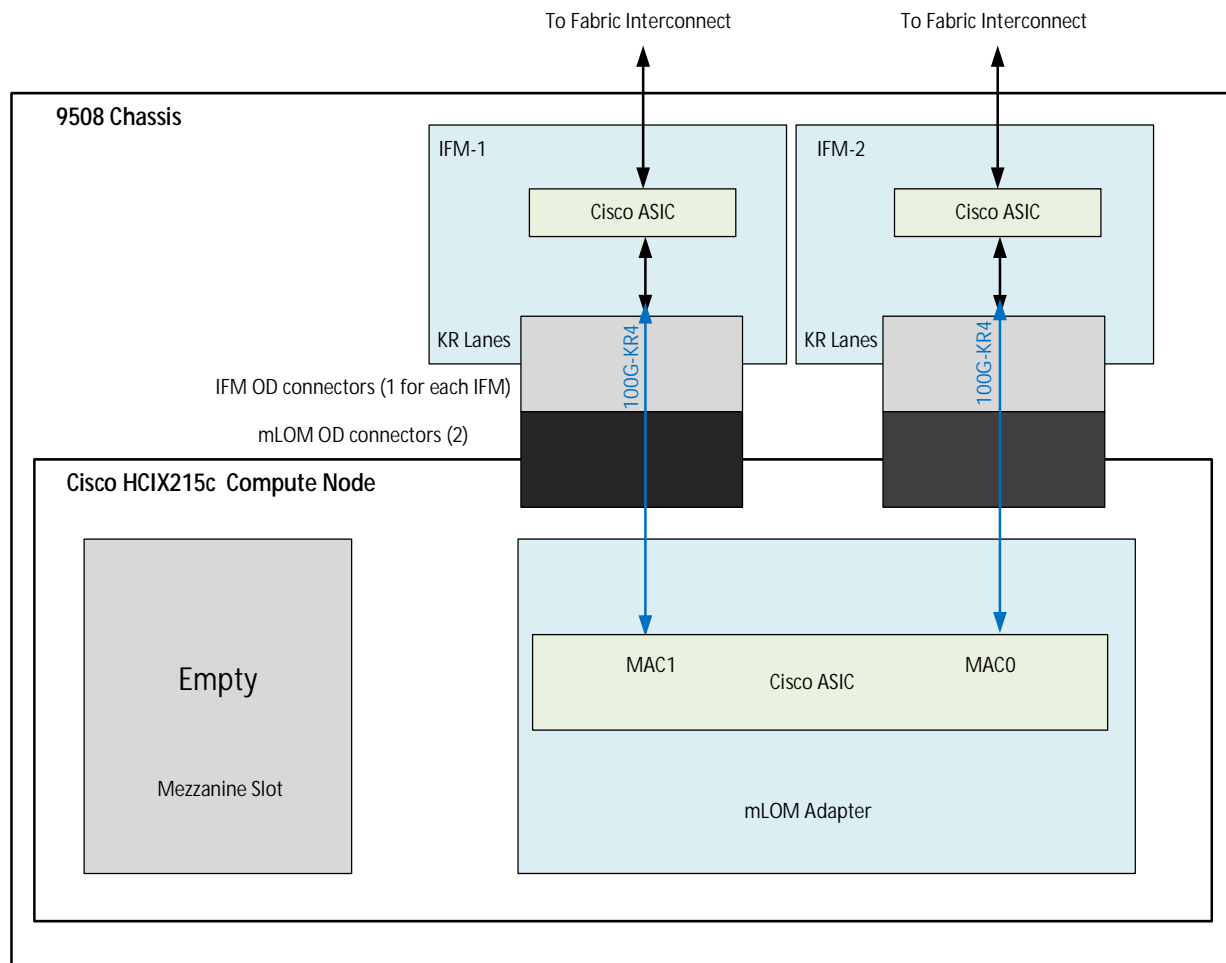 To Fabric Interconnect
To Fabric Interconnect
9508 Chassis
IFM-1
IFM-2
Cisco ASIC
Cisco ASIC
KR Lanes
KR Lanes
100G-KR4
100G-KR4
IFM OD connectors (1 for each IFM)
mLOM OD connectors (2)
Cisco HCIX215c Compute Node
MAC1
MAC0
Cisco ASIC
Empty
Mezzanine Slot
mLOM Adapter